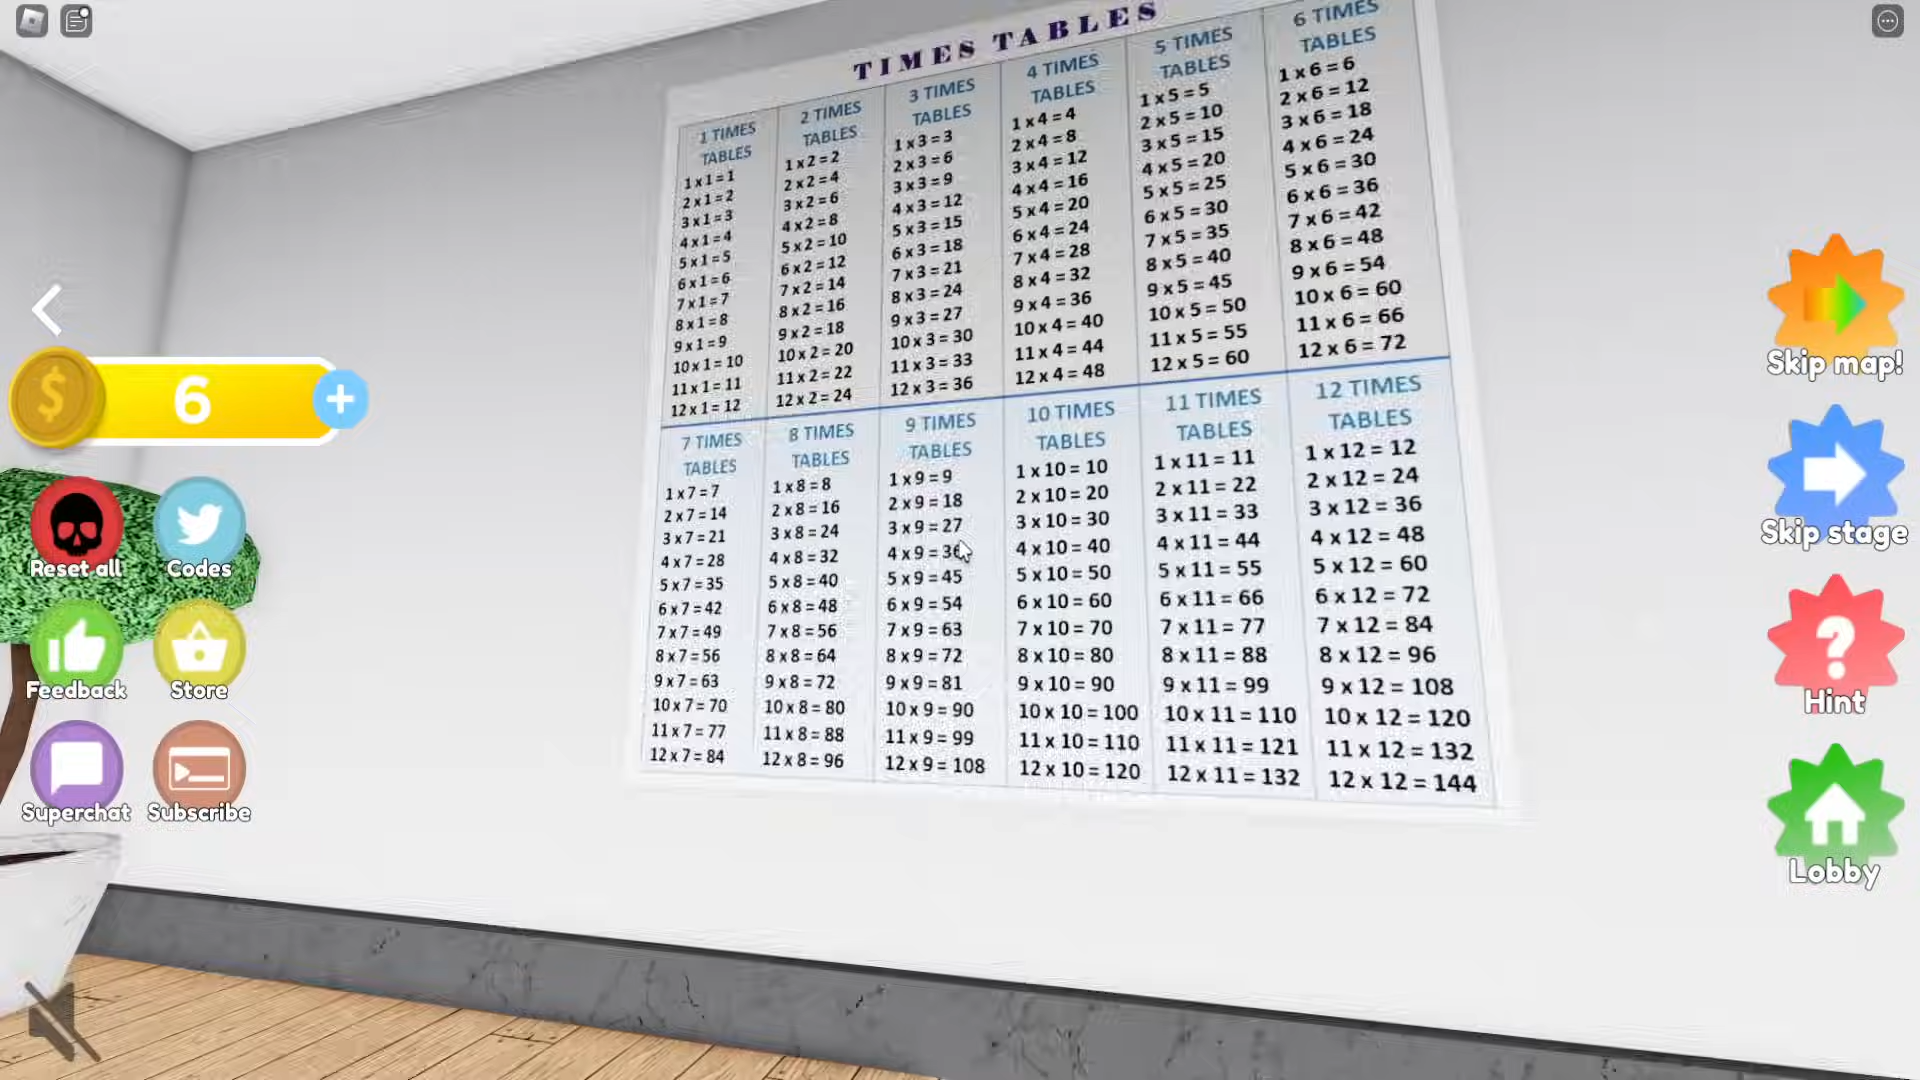 TIMES TABLES
1 TIMES
TABLES
1 x 1 = 1
2 x 1 = 2
3 x 1 = 3
4 x 1 = 4
5 x 1 = 5
6 x 1 = 6
7 x 1 = 7
8 x 1 = 8
9 x 1 = 9
10 x 1 = 10
11 x 1 = 11
12 x 1 = 12
2 TIMES
TABLES
1 x 2 = 2
2 x 2 = 4
3 x 2 = 6
4 x 2 = 8
5 x 2 = 10
6 x 2 = 12
7 x 2 = 14
8 x 2 = 16
9 x 2 = 18
10 x 2 = 20
11 x 2 = 22
12 x 2 = 24
3 TIMES
TABLES
1 x 3 = 3
2 x 3 = 6
3 x 3 = 9
4 x 3 = 12
5 x 3 = 15
6 x 3 = 18
7 x 3 = 21
8 x 3 = 24
9 x 3 = 27
10 x 3 = 30
11 x 3 = 33
12 x 3 = 36
4 TIMES
TABLES
1 x 4 = 4
2 x 4 = 8
3 x 4 = 12
4 x 4 = 16
5 x 4 = 20
6 x 4 = 24
7 x 4 = 28
8 x 4 = 32
9 x 4 = 36
10 x 4 = 40
11 x 4 = 44
12 x 4 = 48
5 TIMES
TABLES
1 x 5 = 5
2 x 5 = 10
3 x 5 = 15
4 x 5 = 20
5 x 5 = 25
6 x 5 = 30
7 x 5 = 35
8 x 5 = 40
9 x 5 = 45
10 x 5 = 50
11 x 5 = 55
12 x 5 = 60
6 TIMES
TABLES
1 x 6 = 6
2 x 6 = 12
3 x 6 = 18
4 x 6 = 24
5 x 6 = 30
6 x 6 = 36
7 x 6 = 42
8 x 6 = 48
9 x 6 = 54
10 x 6 = 60
11 x 6 = 66
12 x 6 = 72
7 TIMES
TABLES
1 x 7 = 7
2 x 7 = 14
3 x 7 = 21
4 x 7 = 28
5 x 7 = 35
6 x 7 = 42
7 x 7 = 49
8 x 7 = 56
9 x 7 = 63
10 x 7 = 70
11 x 7 = 77
12 x 7 = 84
8 TIMES
TABLES
1 x 8 = 8
2 x 8 = 16
3 x 8 = 24
4 x 8 = 32
5 x 8 = 40
6 x 8 = 48
7 x 8 = 56
8 x 8 = 64
9 x 8 = 72
10 x 8 = 80
11 x 8 = 88
12 x 8 = 96
9 TIMES
TABLES
1 x 9 = 9
2 x 9 = 18
3 x 9 = 27
4 x 9 = 36
5 x 9 = 45
6 x 9 = 54
7 x 9 = 63
8 x 9 = 72
9 x 9 = 81
10 x 9 = 90
11 x 9 = 99
12 x 9 = 108
10 TIMES
TABLES
1 x 10 = 10
2 x 10 = 20
3 x 10 = 30
4 x 10 = 40
5 x 10 = 50
6 x 10 = 60
7 x 10 = 70
8 x 10 = 80
9 x 10 = 90
10 x 10 = 100
11 x 10 = 110
12 x 10 = 120
11 TIMES
TABLES
1 x 11 = 11
2 x 11 = 22
3 x 11 = 33
4 x 11 = 44
5 x 11 = 55
6 x 11 = 66
7 x 11 = 77
8 x 11 = 88
9 x 11 = 99
10 x 11 = 110
11 x 11 = 121
12 x 11 = 132
12 TIMES
TABLES
1 x 12 = 12
2 x 12 = 24
3 x 12 = 36
4 x 12 = 48
5 x 12 = 60
6 x 12 = 72
7 x 12 = 84
8 x 12 = 96
9 x 12 = 108
10 x 12 = 120
11 x 12 = 132
12 x 12 = 144
$ 6 +
Reset all
Codes
Feedback
Store
Superchat
Subscribe
Skip map!
Skip stage
?
Hint
Lobby